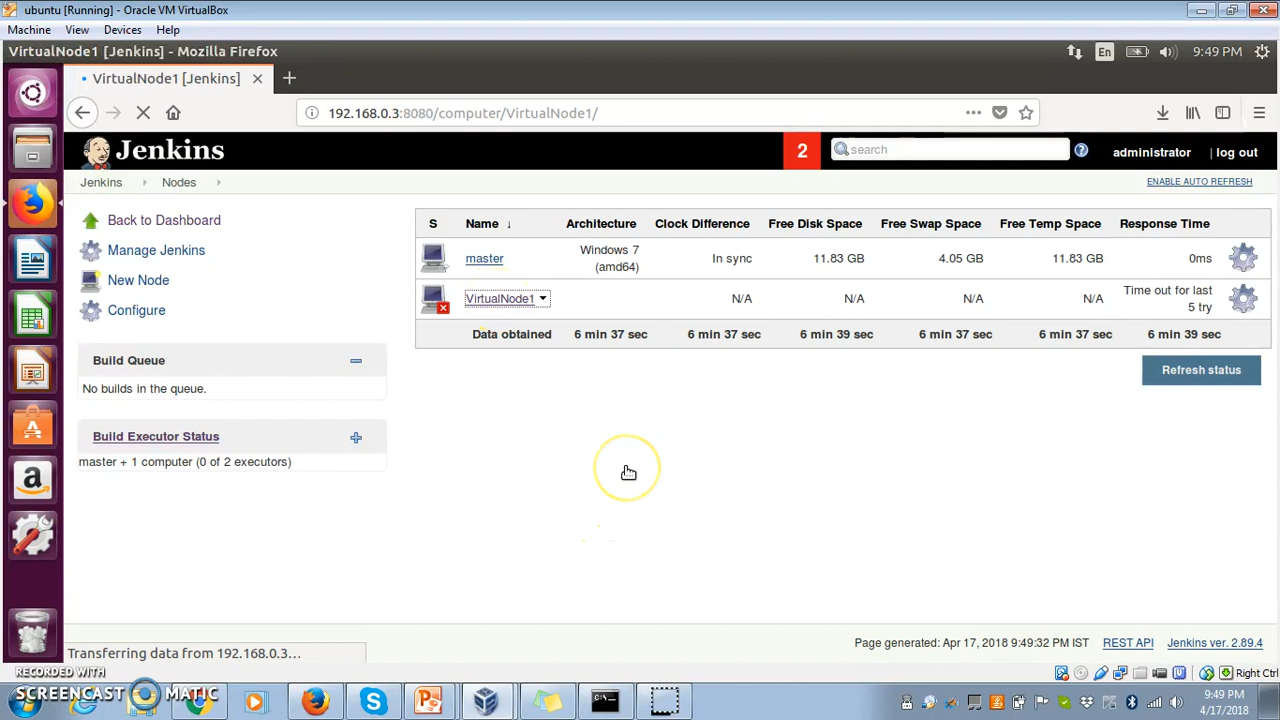 ubuntu [Running] - Oracle VM VirtualBox
Machine View Devices Help
VirtualNode1 [Jenkins] - Mozilla Firefox
En 9:49 PM
VirtualNode1 [Jenkins]
192.168.0.3:8080/computer/VirtualNode1/
Jenkins 2 search administrator | log out
Jenkins Nodes ENABLE AUTO REFRESH
Back to Dashboard
Manage Jenkins
New Node
Configure
Build Queue
No builds in the queue.
Build Executor Status
master + 1 computer (0 of 2 executors)
S Name ↓ Architecture Clock Difference Free Disk Space Free Swap Space Free Temp Space Response Time
master Windows 7 (amd64) In sync 11.83 GB 4.05 GB 11.83 GB 0ms
VirtualNode1 N/A N/A N/A N/A Time out for last 5 try
Data obtained 6 min 37 sec 6 min 37 sec 6 min 39 sec 6 min 37 sec 6 min 37 sec 6 min 39 sec
Refresh status
Page generated: Apr 17, 2018 9:49:32 PM IST REST API Jenkins ver. 2.89.4
Transferring data from 192.168.0.3...
Right Ctrl
RECORDED WITH
SCREENCAST MATIC
9:49 PM
4/17/2018